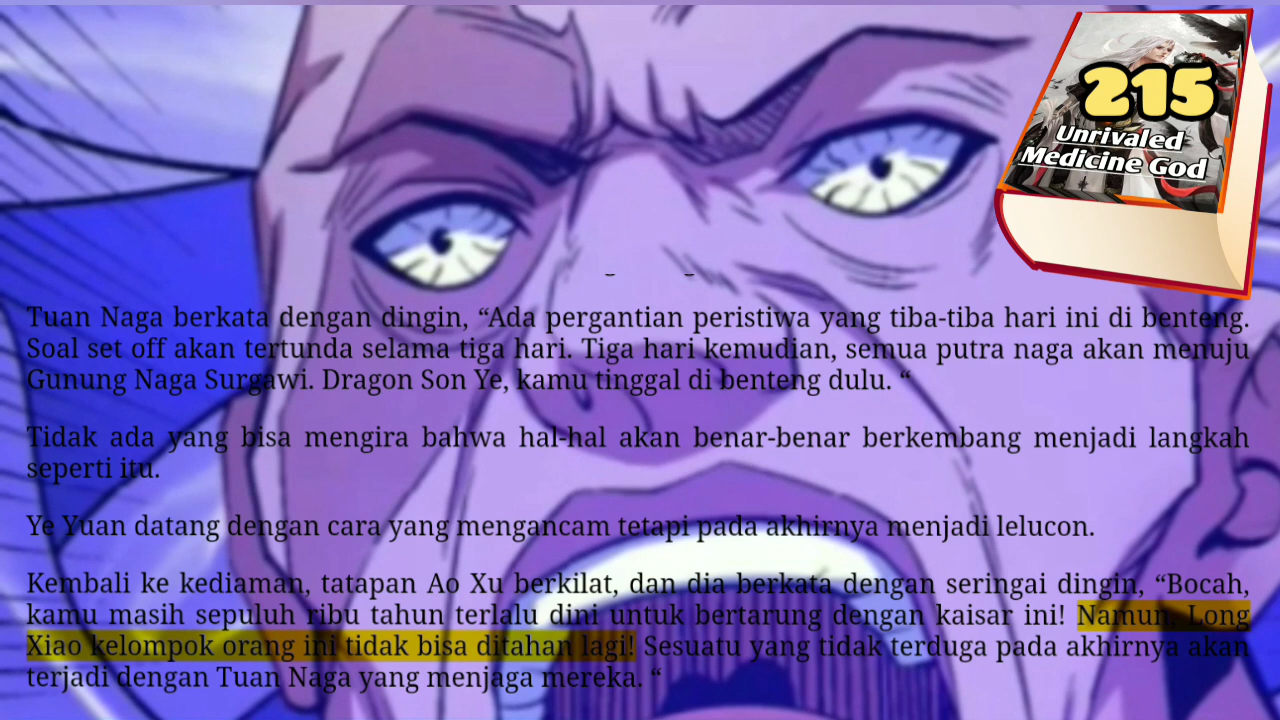 215
Unrivaled
Medicine God
Tuan Naga berkata dengan dingin, “Ada pergantian peristiwa yang tiba-tiba hari ini di benteng.
Soal set off akan tertunda selama tiga hari. Tiga hari kemudian, semua putra naga akan menuju
Gunung Naga Surgawi. Dragon Son Ye, kamu tinggal di benteng dulu. “
Tidak ada yang bisa mengira bahwa hal-hal akan benar-benar berkembang menjadi langkah
seperti itu.
Ye Yuan datang dengan cara yang mengancam tetapi pada akhirnya menjadi lelucon.
Kembali ke kediaman, tatapan Ao Xu berkilat, dan dia berkata dengan seringai dingin, “Bocah,
kamu masih sepuluh ribu tahun terlalu dini untuk bertarung dengan kaisar ini! Namun, Long
Xiao kelompok orang ini tidak bisa ditahan lagi! Sesuatu yang tidak terduga pada akhirnya akan
terjadi dengan Tuan Naga yang menjaga mereka. “